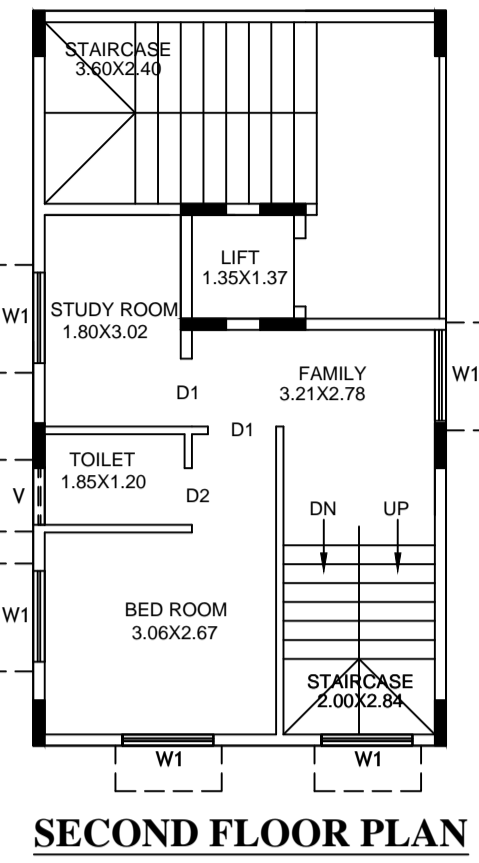 STAIRCASE
3.60X2.40
LIFT
1.35X1.37
W1
STUDY ROOM
1.80X3.02
FAMILY
3.21X2.78
W1
D1
D1
TOILET
1.85X1.20
V
D2
DN
UP
W1
BED ROOM
3.06X2.67
STAIRCASE
2.00X2.84
W1
W1
SECOND FLOOR PLAN